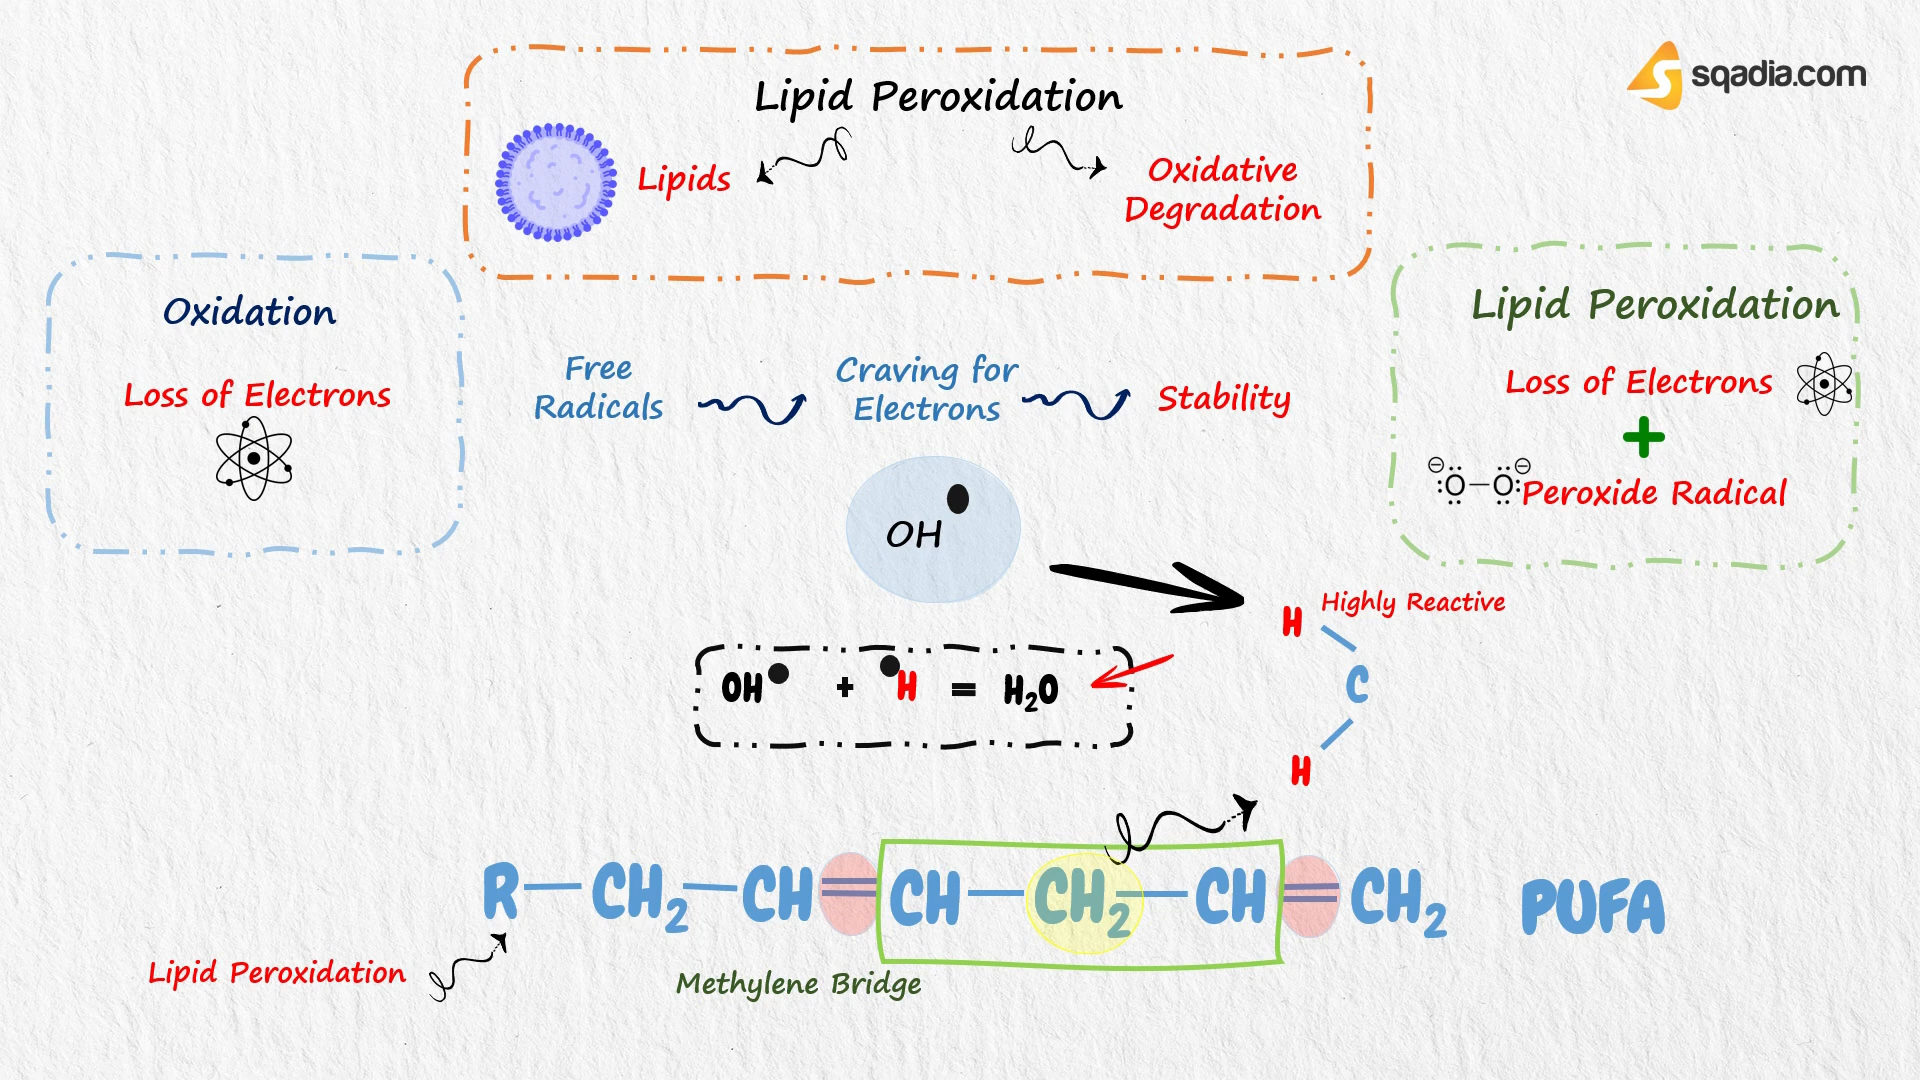 sqadia.com
Lipid Peroxidation
Lipids
Oxidative
Degradation
Oxidation
Loss of Electrons
Free
Radicals
Craving for
Electrons
Stability
Lipid Peroxidation
Loss of Electrons
+
⊖ ⊖
:O—O: Peroxide Radical
OH•
Highly Reactive
H
C
H
OH• + •H = H₂O
R—CH₂—CH=CH—CH₂—CH=CH₂ PUFA
Lipid Peroxidation
Methylene Bridge